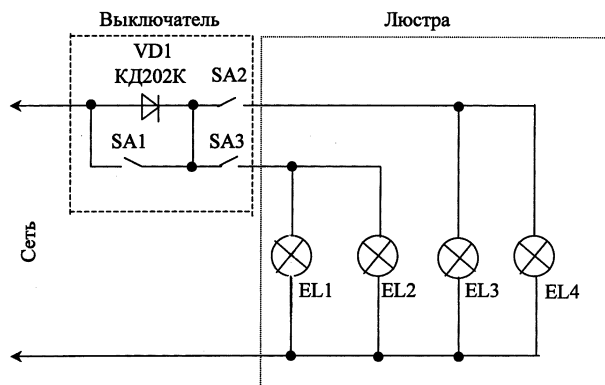 Выключатель
Люстра
VD1
КД202К
SA2
SA1
SA3
Сеть
EL1
EL2
EL3
EL4